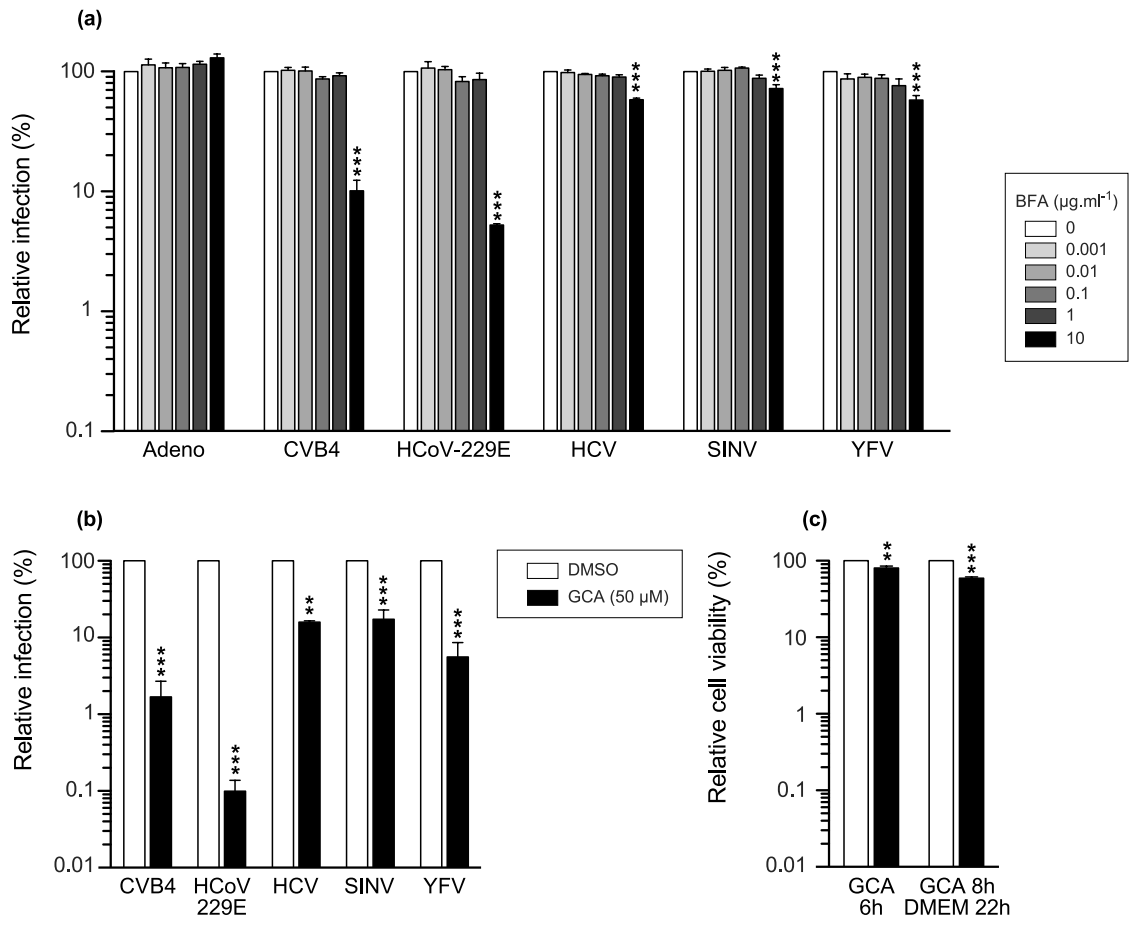 (a)
Relative infection (%)
100
10
1
0.1
***
***
***
***
***
Adeno
CVB4
HCoV-229E
HCV
SINV
YFV
BFA (µg.ml⁻¹)
0
0.001
0.01
0.1
1
10
(b)
Relative infection (%)
100
10
1
0.1
0.01
***
***
**
***
***
CVB4
HCoV
229E
HCV
SINV
YFV
DMSO
GCA (50 µM)
(c)
Relative cell viability (%)
100
10
1
0.1
0.01
**
***
GCA
6h
GCA 8h
DMEM 22h